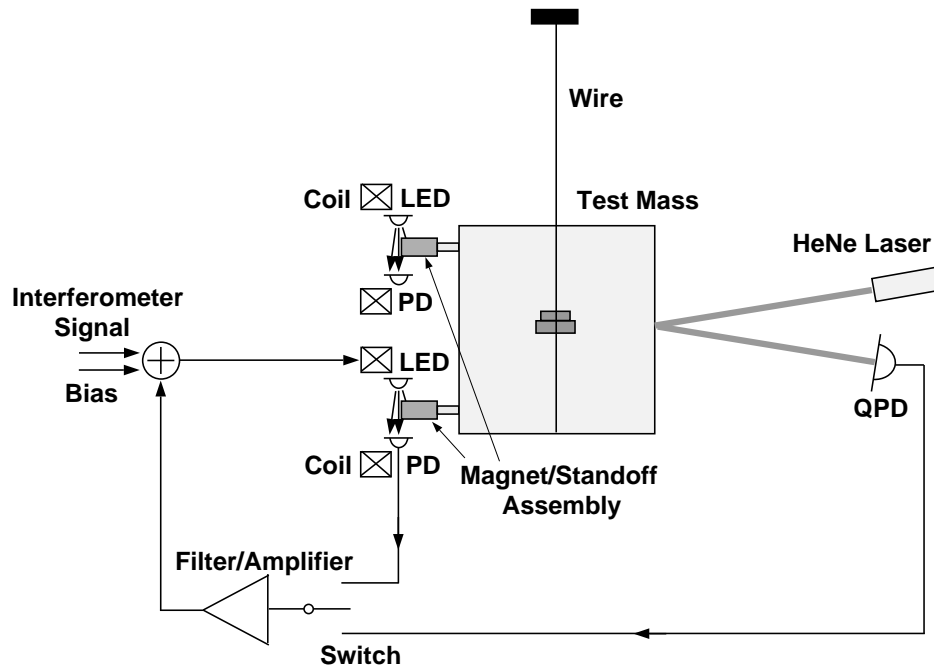 Wire
Coil
LED
Test Mass
HeNe Laser
PD
Interferometer
Signal
LED
Bias
QPD
Coil
PD
Magnet/Standoff
Assembly
Filter/Amplifier
Switch